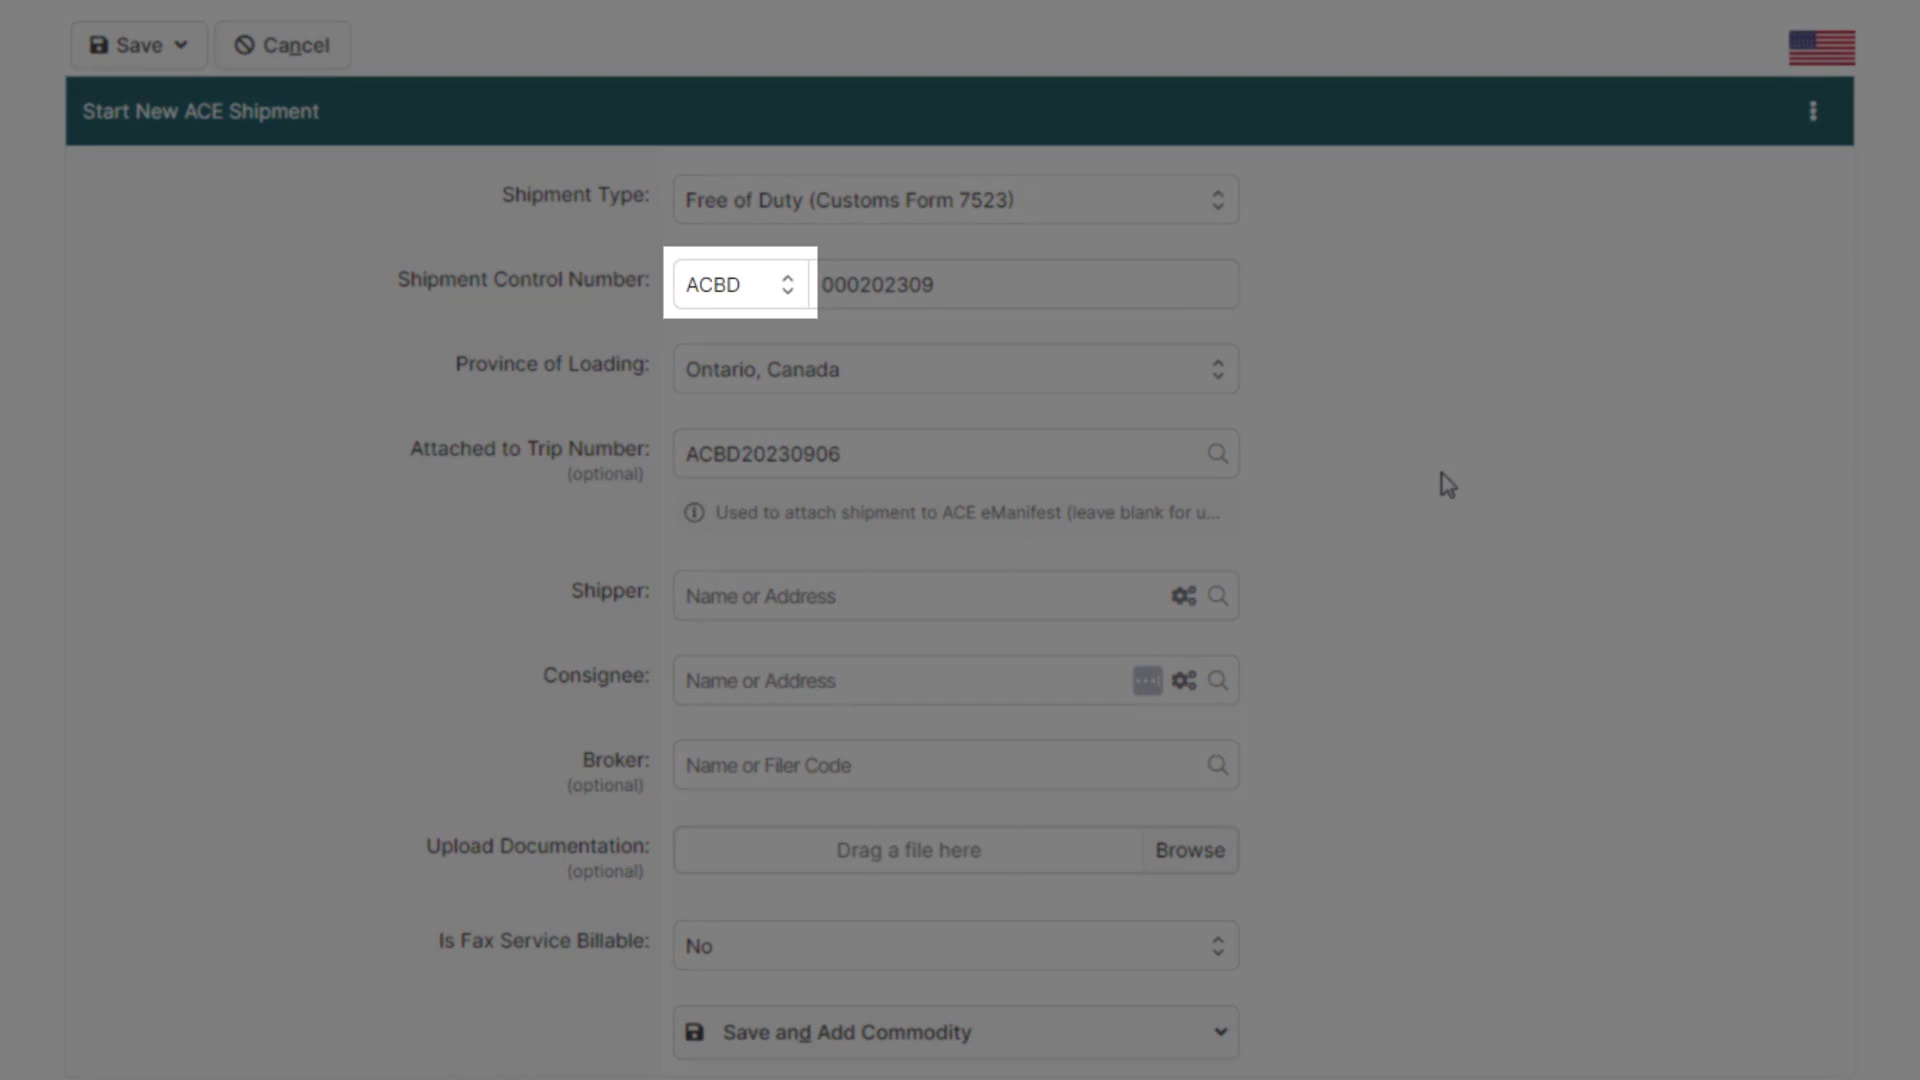 Save
Cancel
Start New ACE Shipment
Shipment Type:
Free of Duty (Customs Form 7523)
Shipment Control Number:
ACBD
000202309
Province of Loading:
Ontario, Canada
Attached to Trip Number:
(optional)
ACBD20230906
Used to attach shipment to ACE eManifest (leave blank for u...
Shipper:
Name or Address
Consignee:
Name or Address
Broker:
(optional)
Name or Filer Code
Upload Documentation:
(optional)
Drag a file here
Browse
Is Fax Service Billable:
No
Save and Add Commodity